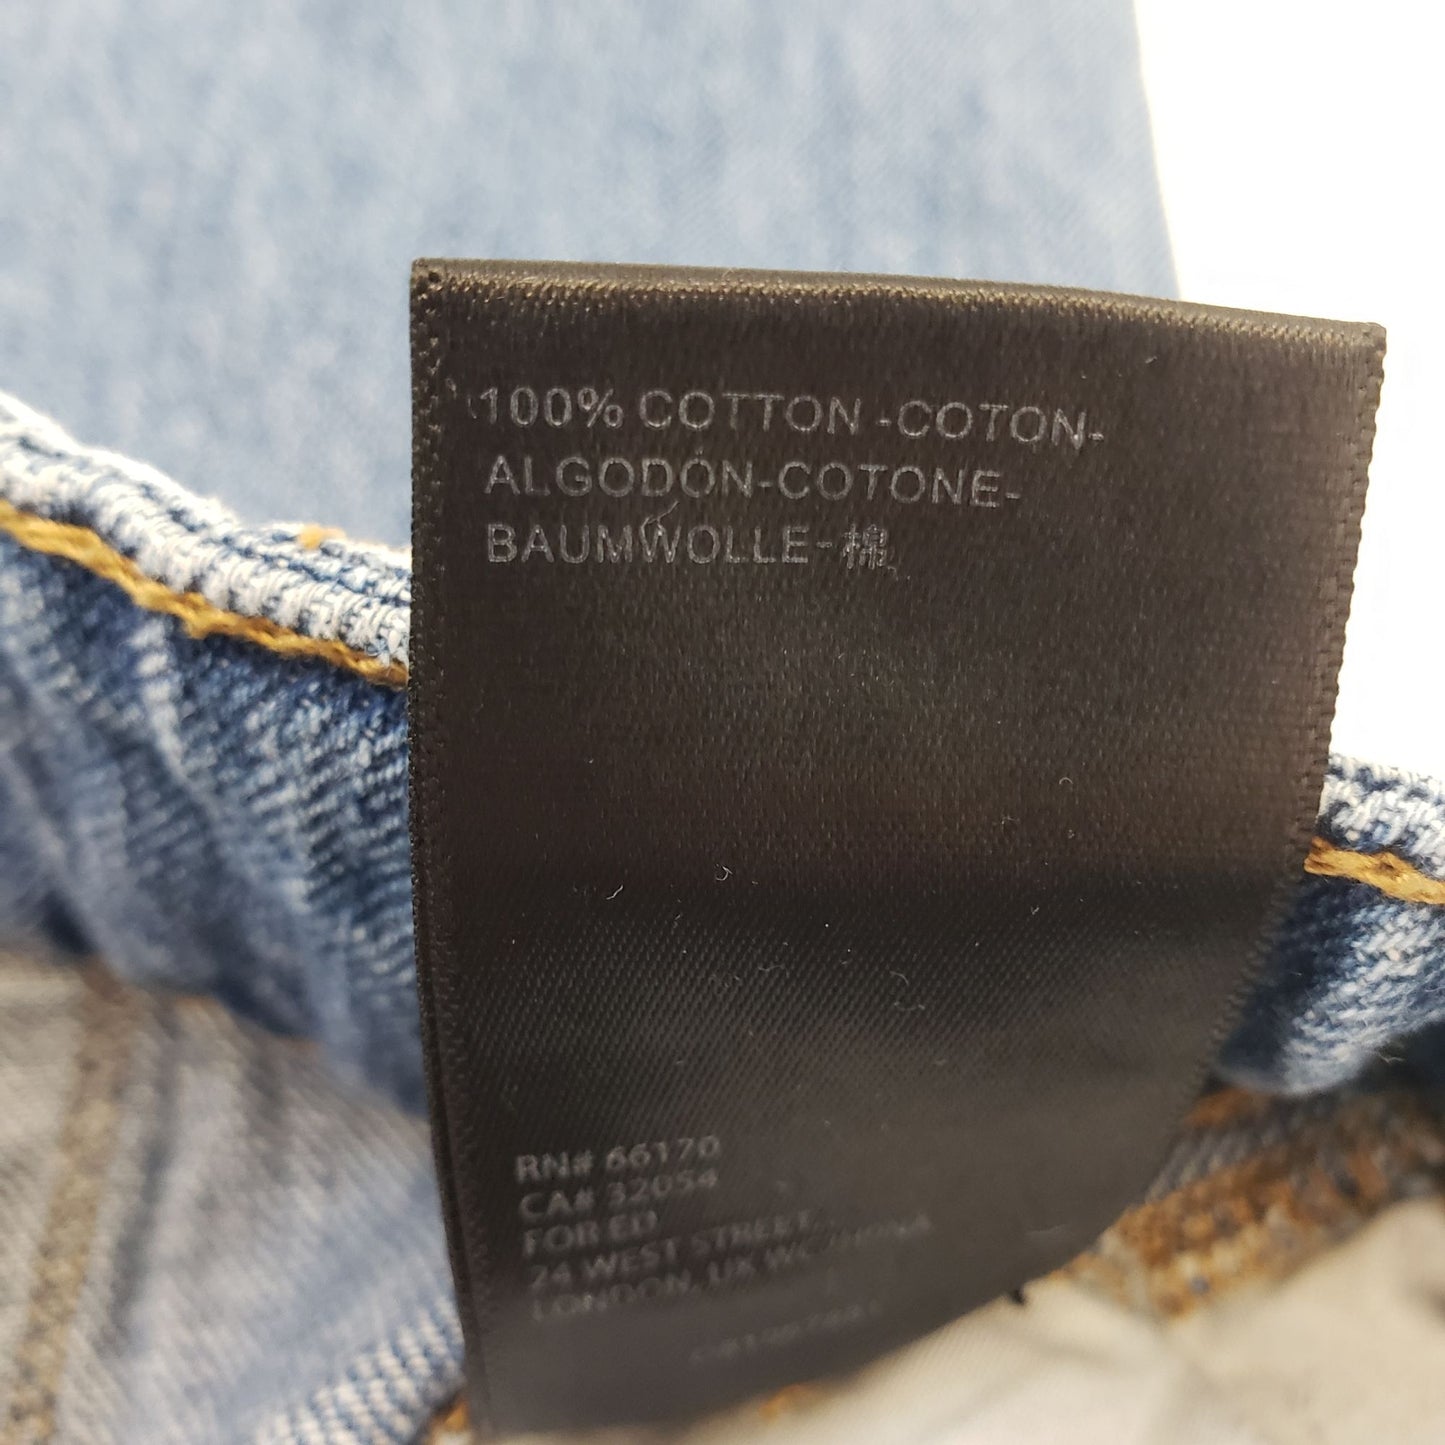 100% COTTON -COTON-
ALGODÓN-COTONE-
BAUMWOLLE-棉
RN# 66170
CA# 32054
FOR ED
24 WEST STREET,
LONDON, UK